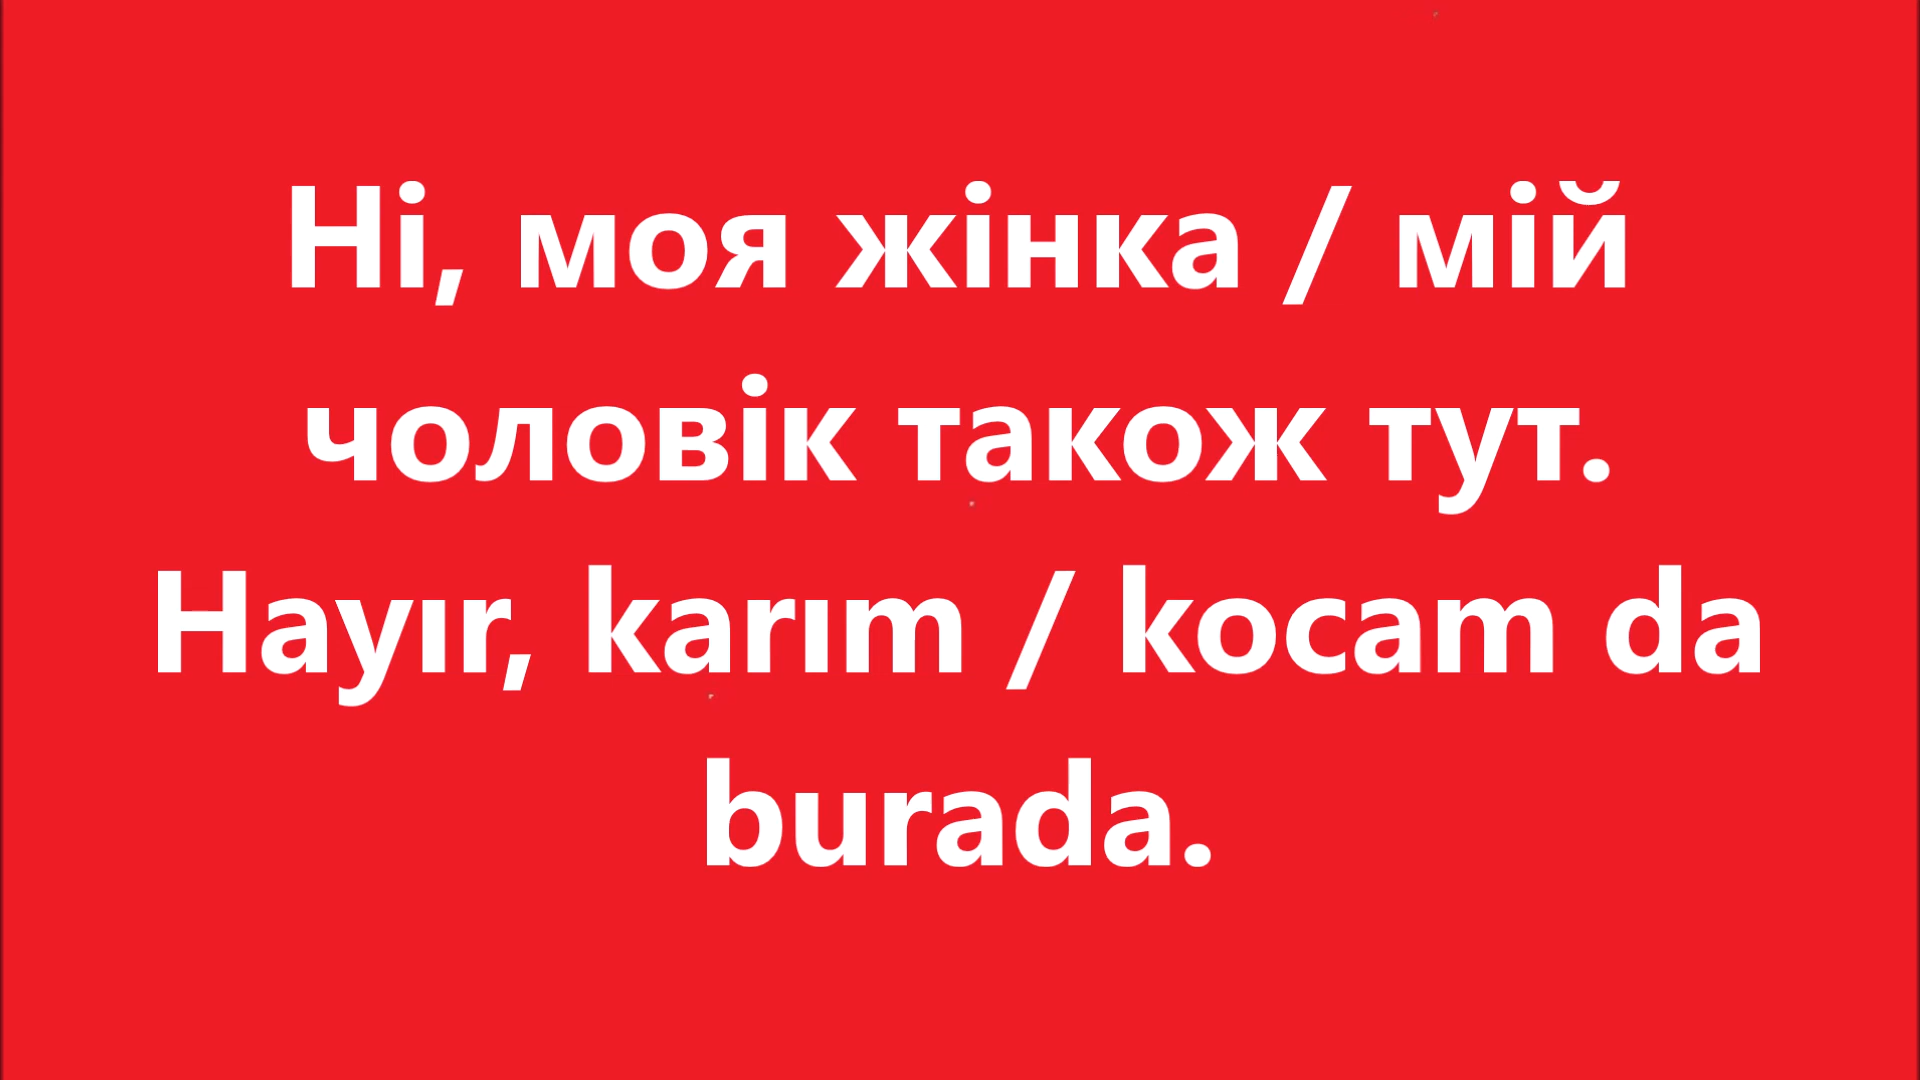 Ні, моя жінка / мій
чоловік також тут.
Hayır, karım / kocam da
burada.